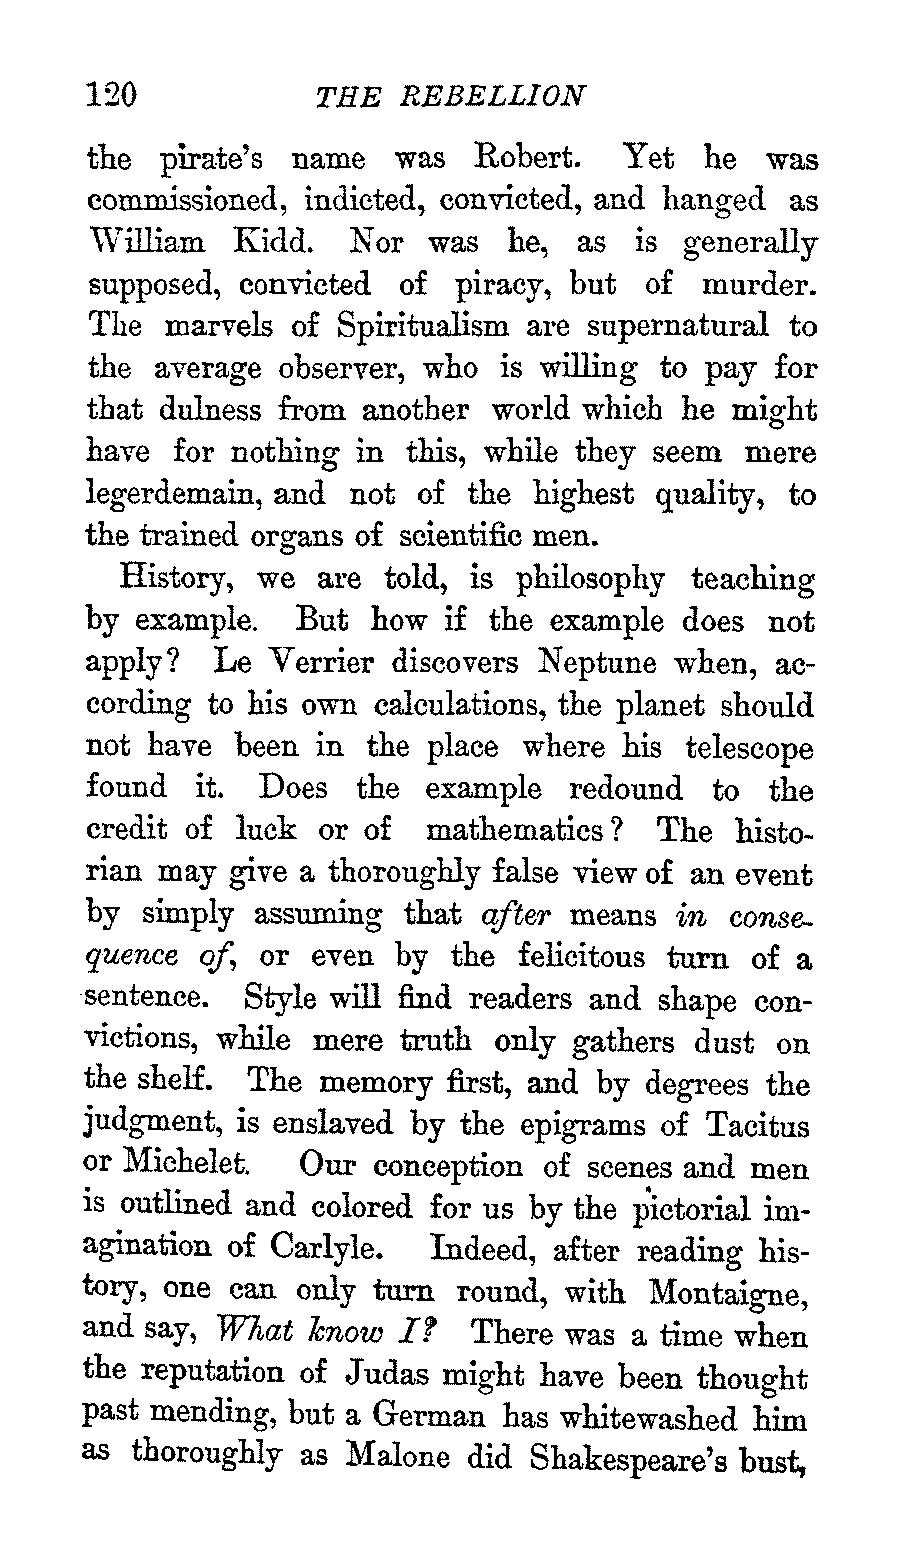 120 THE REBELLION
the pirate's name was Robert. Yet he was
commissioned, indicted, convicted, and hanged as
William Kidd. Nor was he, as is generally
supposed, convicted of piracy, but of murder.
The marvels of Spiritualism are supernatural to
the average observer, who is willing to pay for
that dulness from another world which he might
have for nothing in this, while they seem mere
legerdemain, and not of the highest quality, to
the trained organs of scientific men.
History, we are told, is philosophy teaching
by example. But how if the example does not
apply? Le Verrier discovers Neptune when, ac-
cording to his own calculations, the planet should
not have been in the place where his telescope
found it. Does the example redound to the
credit of luck or of mathematics? The histo-
rian may give a thoroughly false view of an event
by simply assuming that after means in conse-
quence of, or even by the felicitous turn of a
sentence. Style will find readers and shape con-
victions, while mere truth only gathers dust on
the shelf. The memory first, and by degrees the
judgment, is enslaved by the epigrams of Tacitus
or Michelet. Our conception of scenes and men
is outlined and colored for us by the pictorial im-
agination of Carlyle. Indeed, after reading his-
tory, one can only turn round, with Montaigne,
and say, What know I? There was a time when
the reputation of Judas might have been thought
past mending, but a German has whitewashed him
as thoroughly as Malone did Shakespeare's bust,